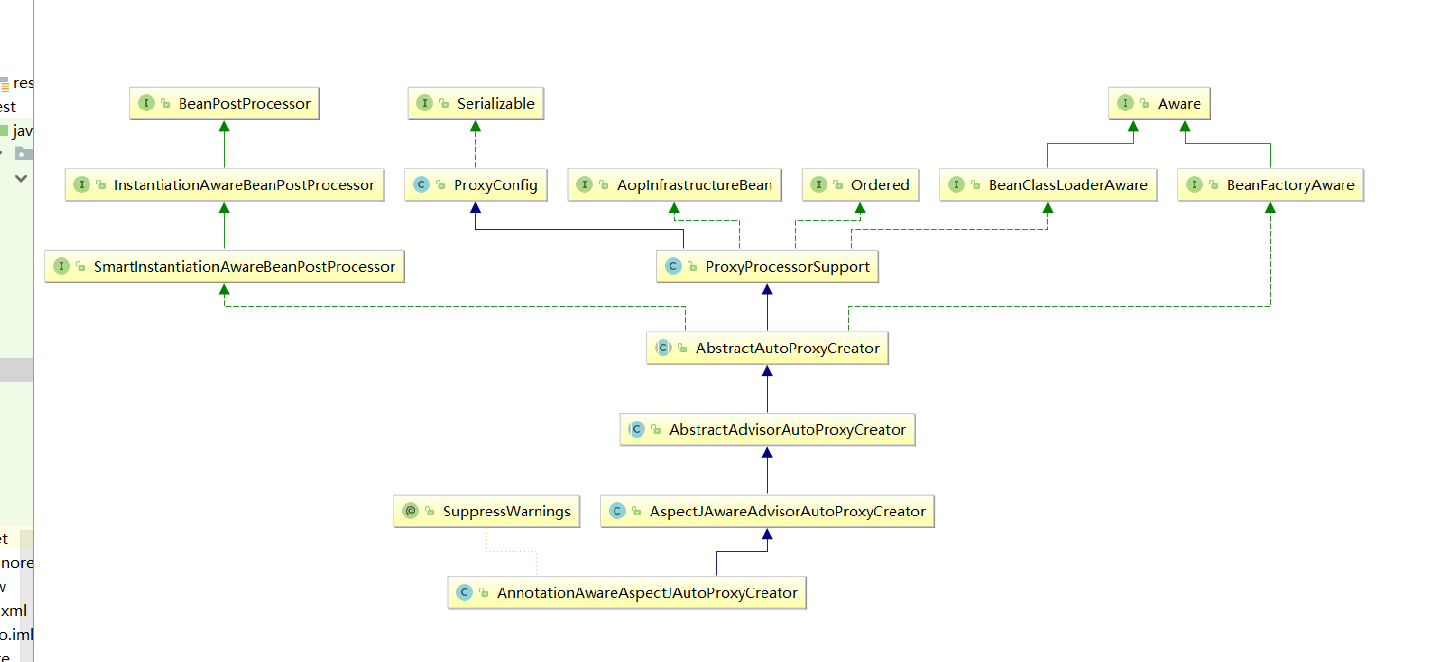 res
est
jav
BeanPostProcessor
Serializable
Aware
InstantiationAwareBeanPostProcessor
ProxyConfig
AopInfrastructureBean
Ordered
BeanClassLoaderAware
BeanFactoryAware
SmartInstantiationAwareBeanPostProcessor
ProxyProcessorSupport
AbstractAutoProxyCreator
AbstractAdvisorAutoProxyCreator
SuppressWarnings
AspectJAwareAdvisorAutoProxyCreator
AnnotationAwareAspectJAutoProxyCreator
et
nore
w
xml
o.iml